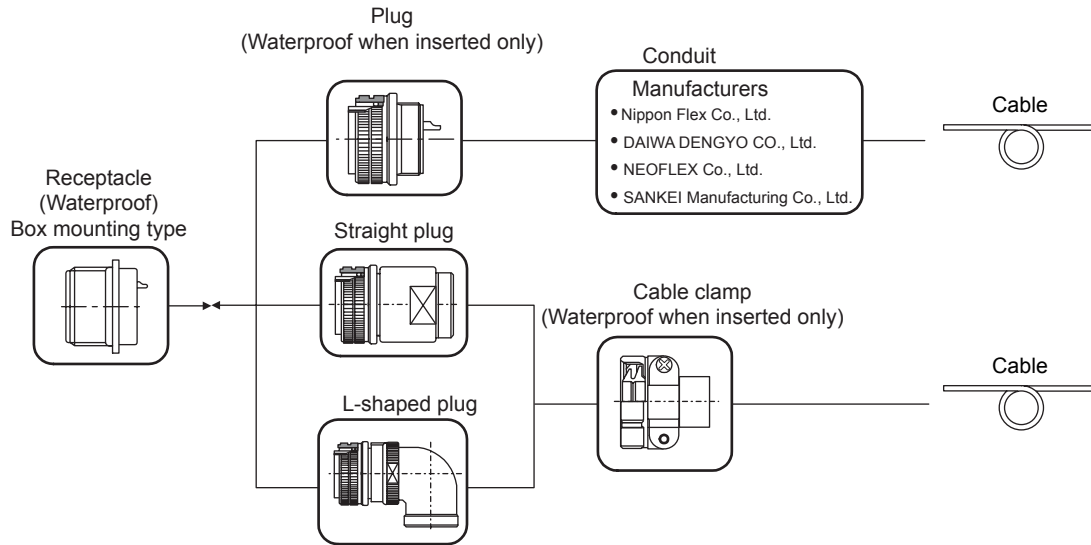 Plug
(Waterproof when inserted only)
Conduit
Manufacturers
• Nippon Flex Co., Ltd.
• DAIWA DENGYO CO., Ltd.
• NEOFLEX Co., Ltd.
• SANKEI Manufacturing Co., Ltd.
Cable
Receptacle
(Waterproof)
Box mounting type
Straight plug
Cable clamp
(Waterproof when inserted only)
Cable
L-shaped plug